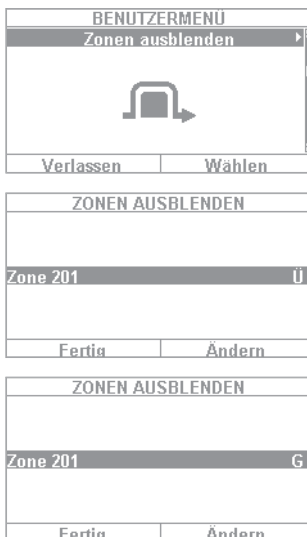 BENUTZERMENÜ
Zonen ausblenden
Verlassen Wählen
ZONEN AUSBLENDEN
Zone 201 Ü
Fertig Ändern
ZONEN AUSBLENDEN
Zone 201 G
Fertig Ändern